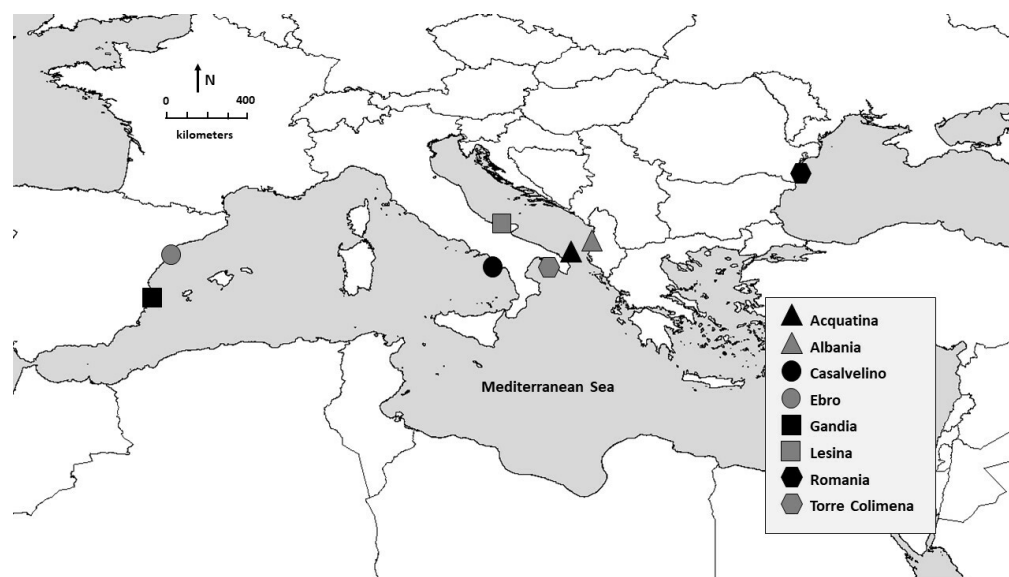 N
0 400
kilometers
Mediterranean Sea
Acquatina
Albania
Casalvelino
Ebro
Gandia
Lesina
Romania
Torre Colimena